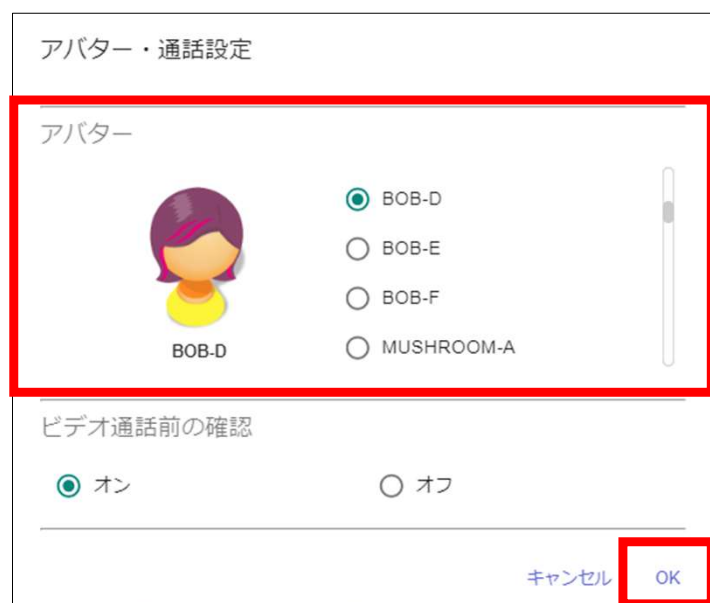 アバター・通話設定
アバター
BOB-D
BOB-E
BOB-F
BOB-D
MUSHROOM-A
ビデオ通話前の確認
オン
オフ
キャンセル
OK